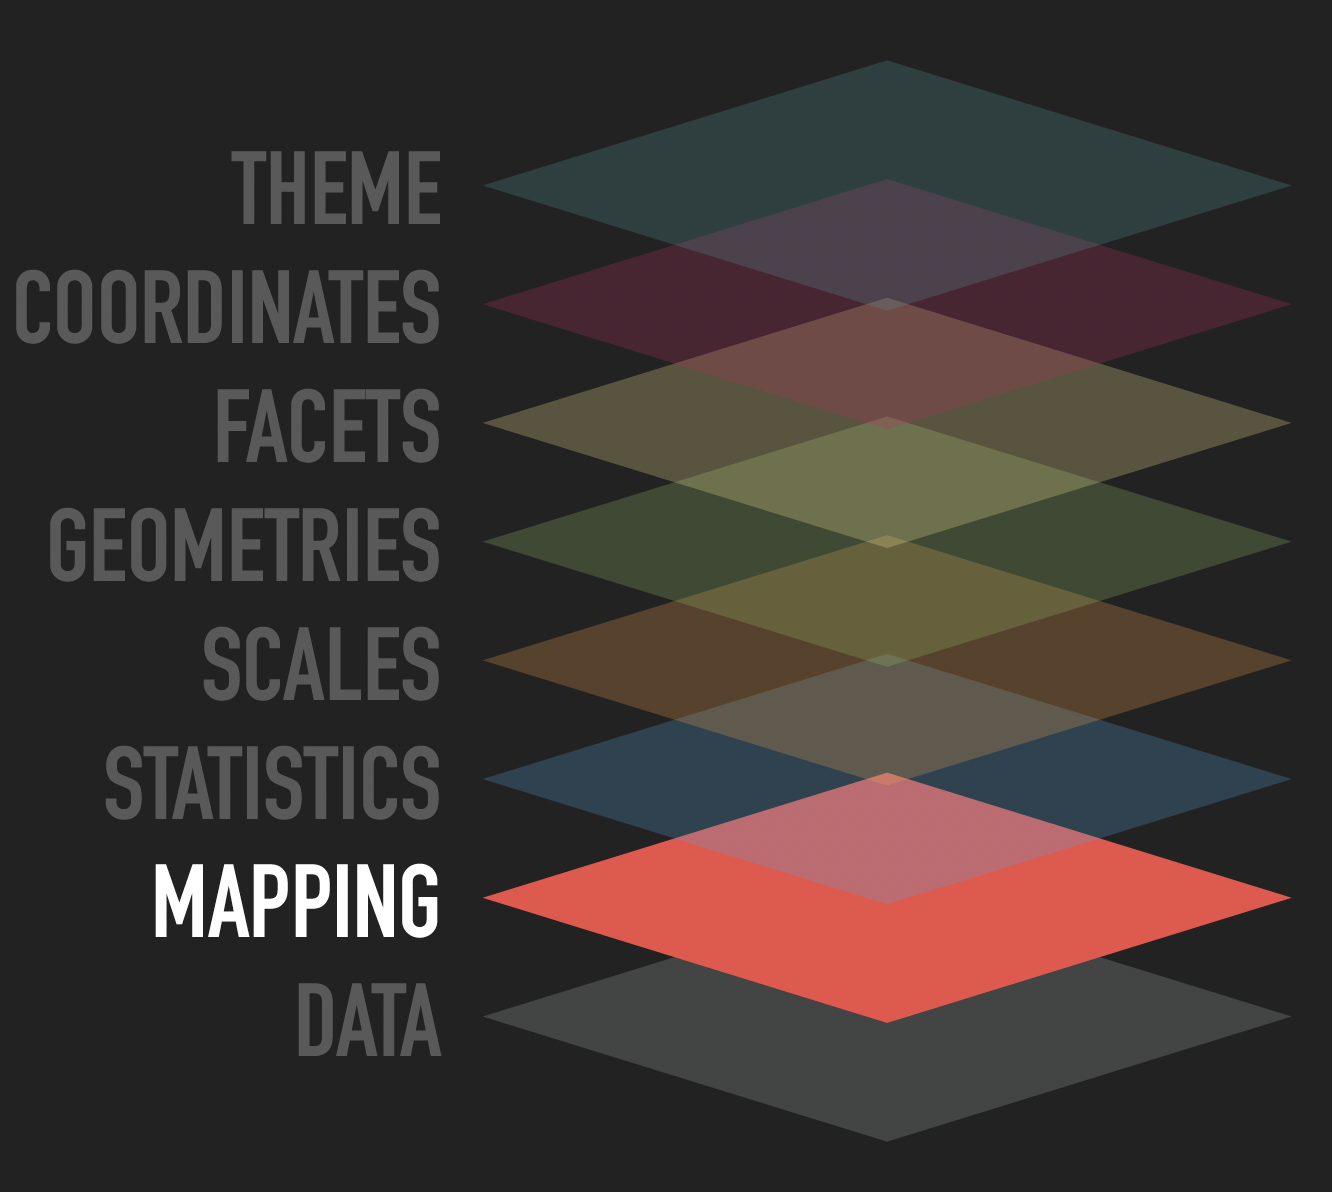 THEME
COORDINATES
FACETS
GEOMETRIES
SCALES
STATISTICS
MAPPING
DATA